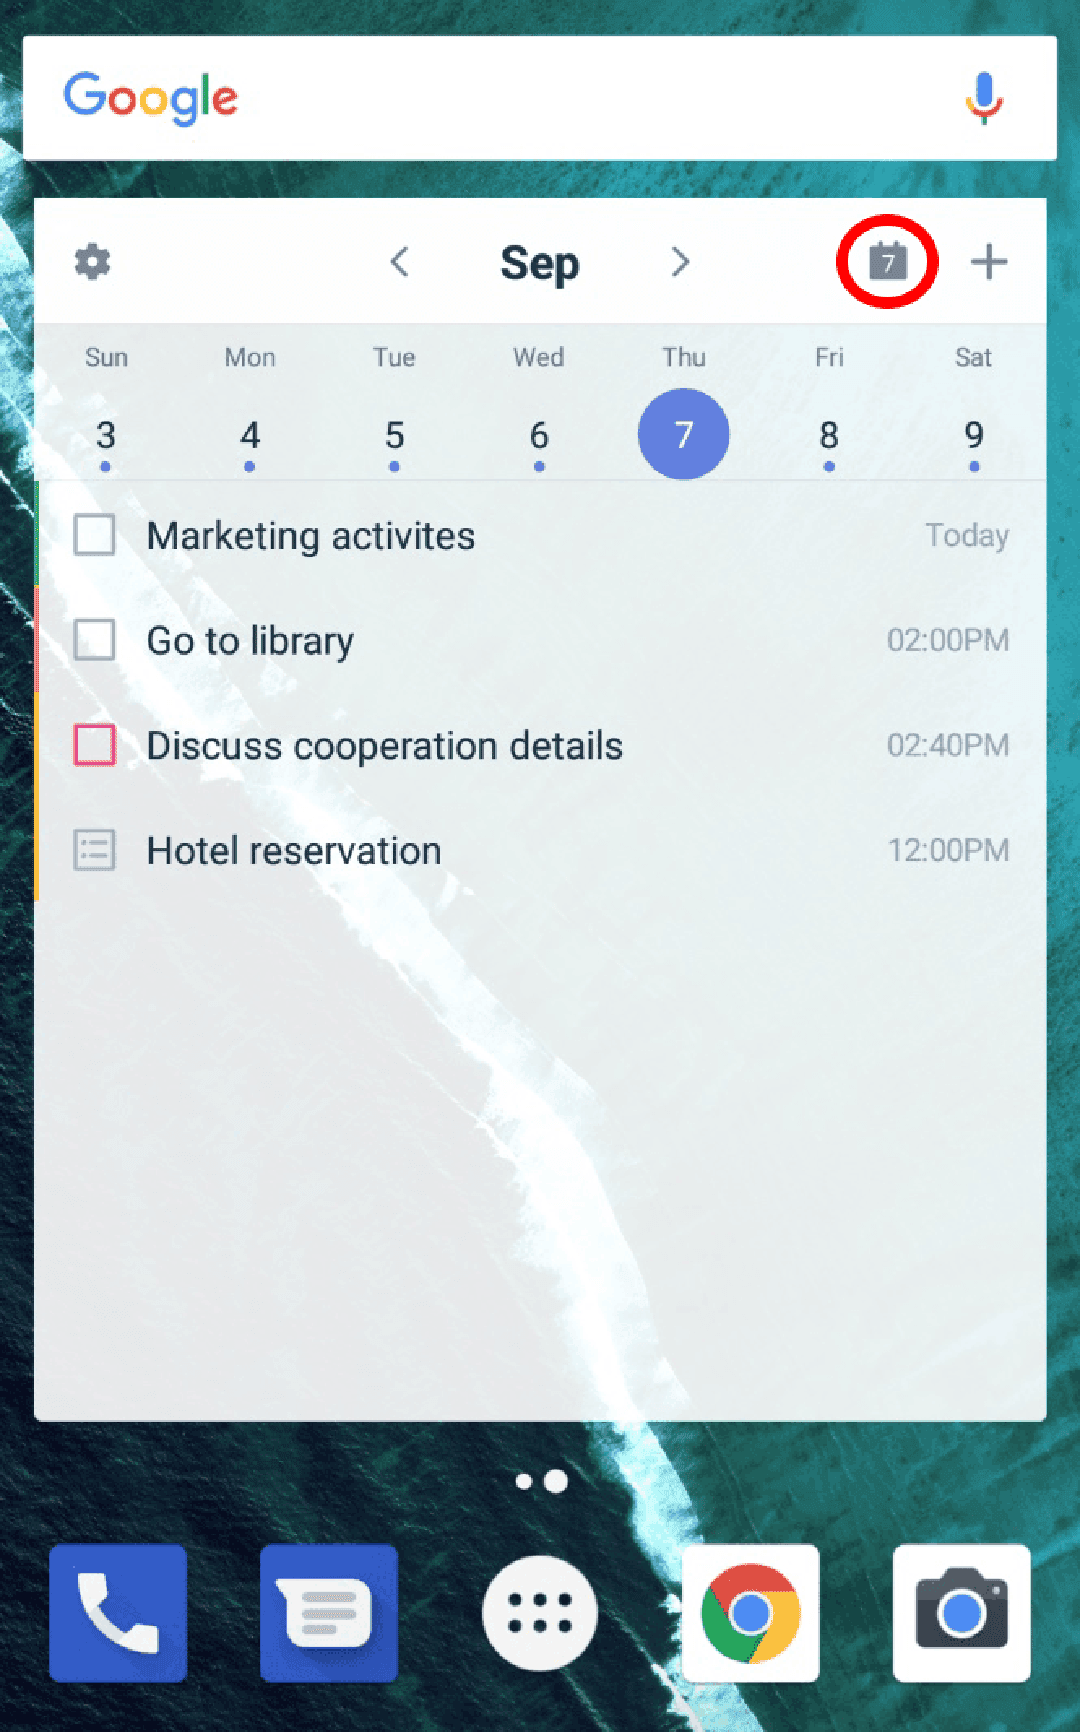 Google
Sep 7
Sun Mon Tue Wed Thu Fri Sat
3 4 5 6 7 8 9
Marketing activites Today
Go to library 02:00PM
Discuss cooperation details 02:40PM
Hotel reservation 12:00PM